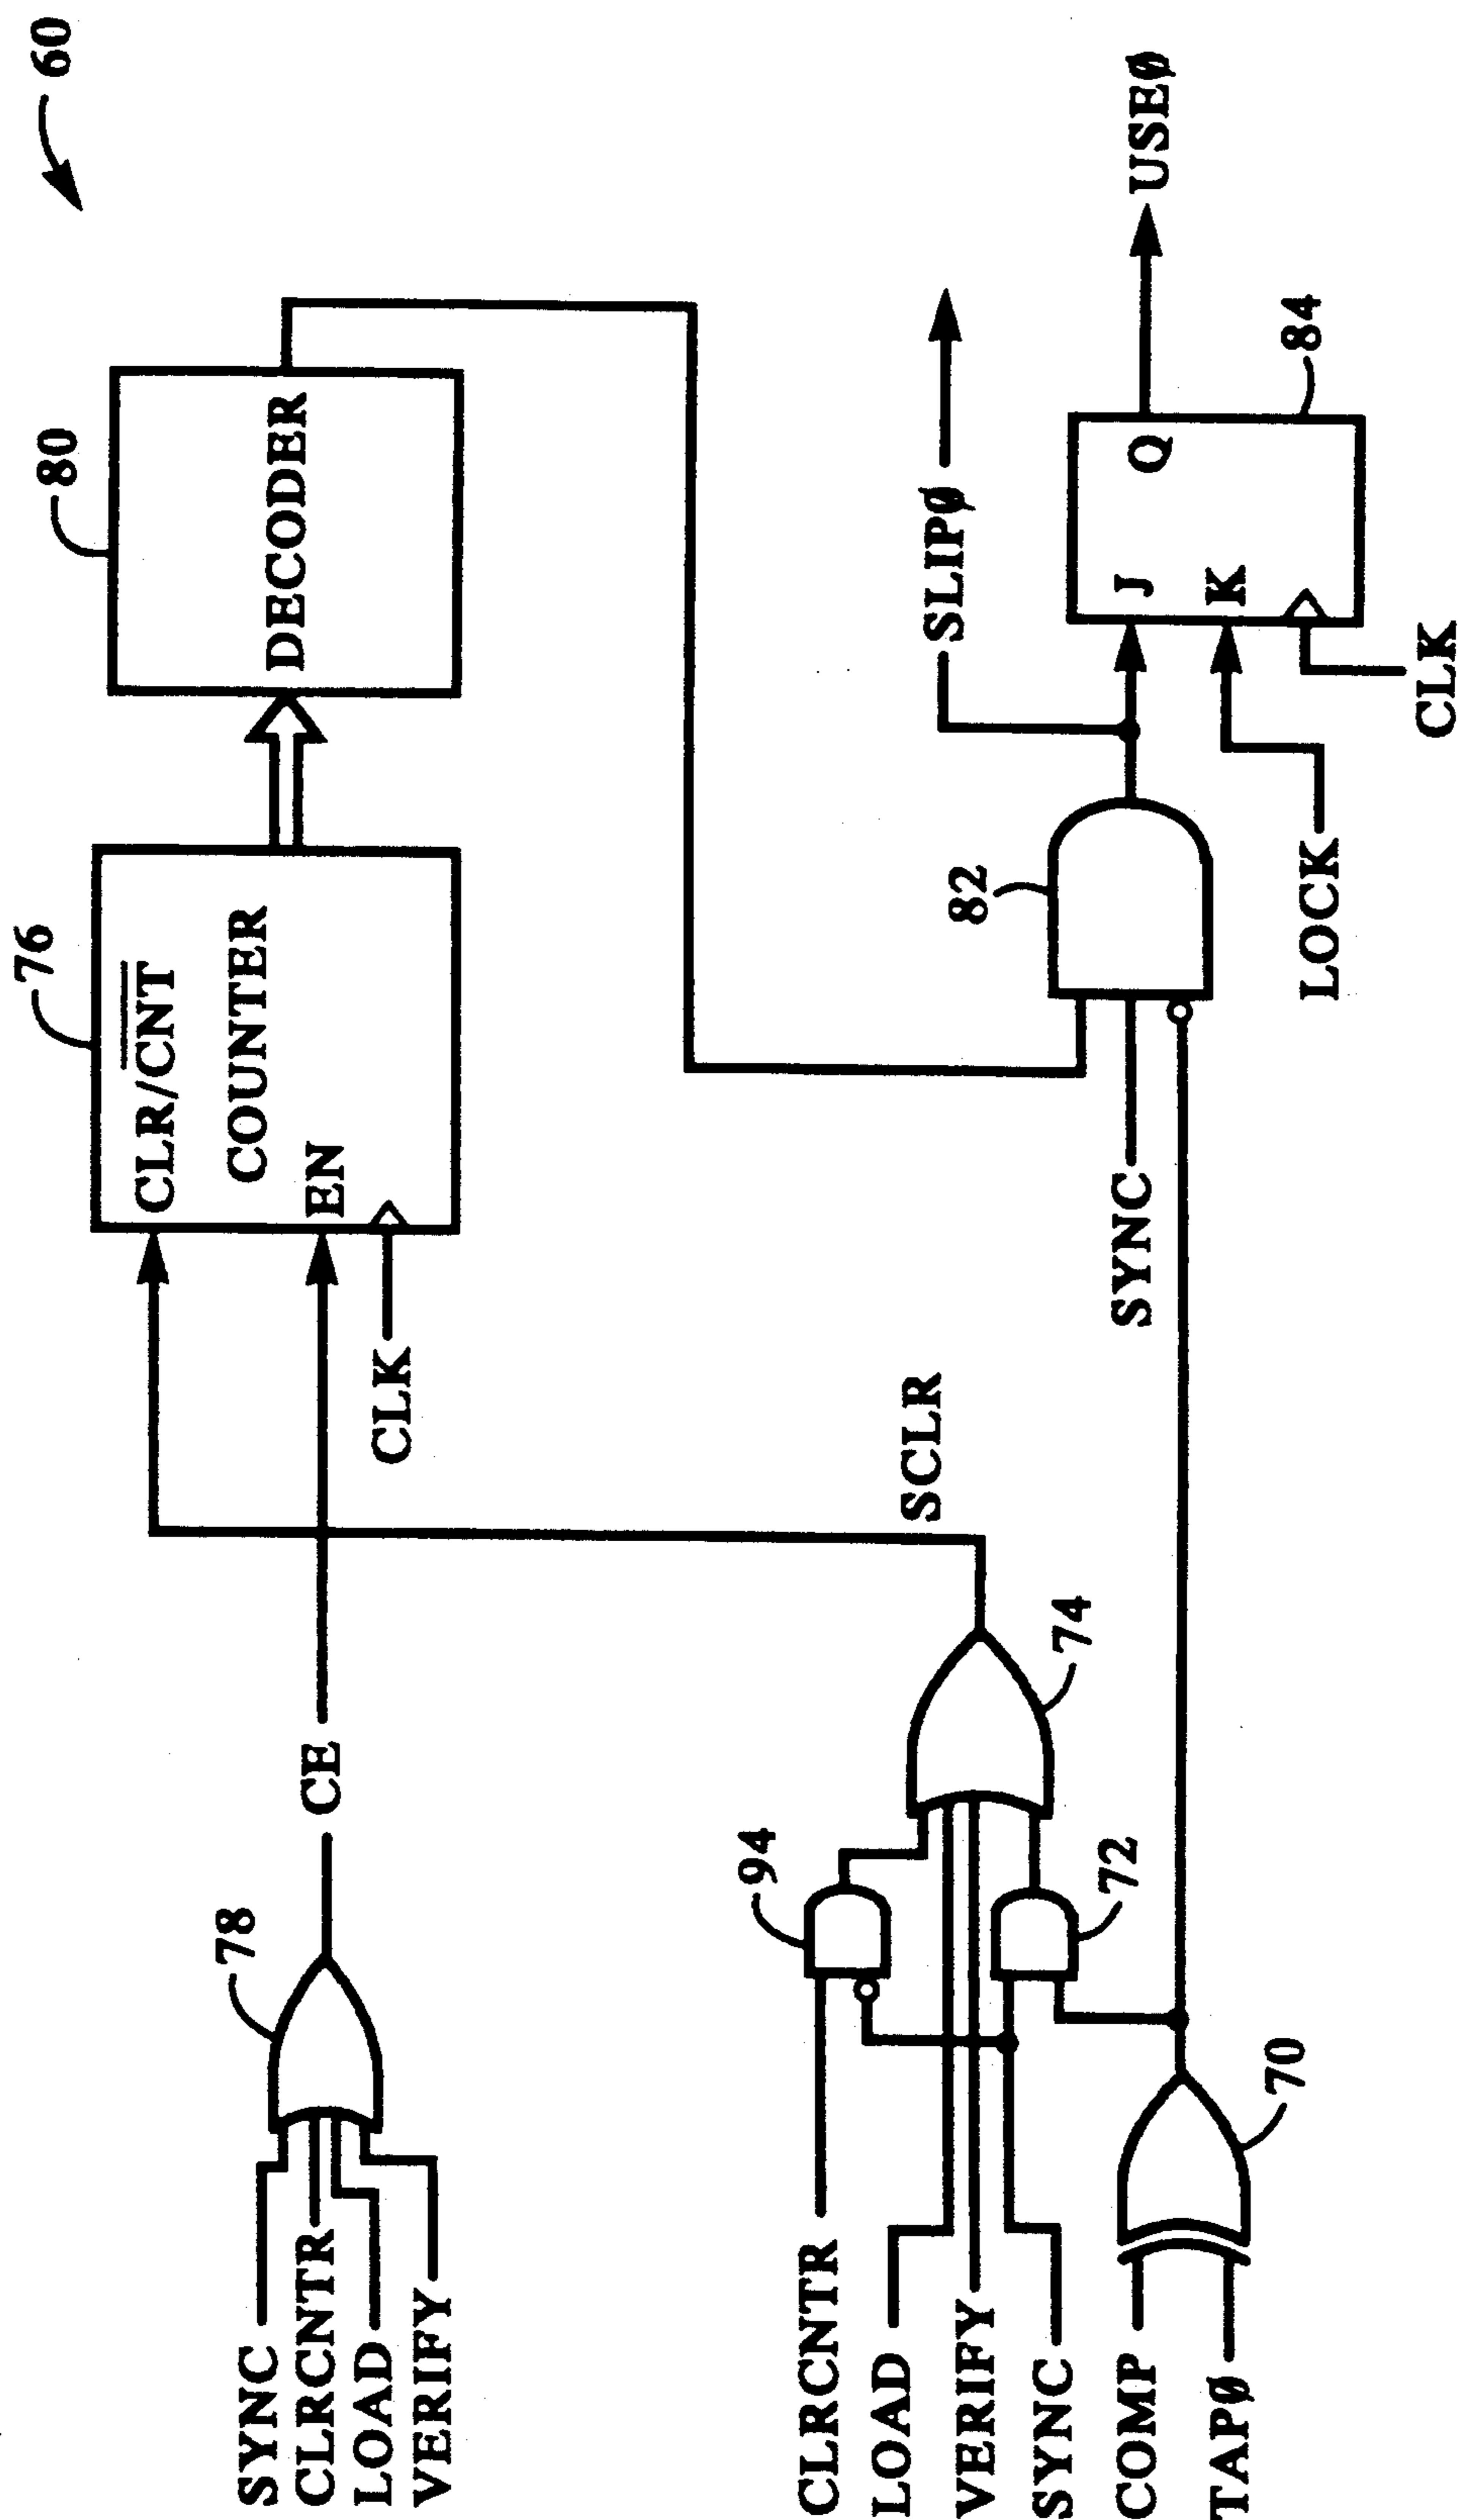 60
76
CLR/CNT
COUNTER
EN
CLK
80
DECODER
78
SYNC
CLRCNTR
LOAD
VERIFY
CE
SCLR
94
CLRCNTR
LOAD
VERIFY
SYNC
COMP
TAPØ
74
72
70
SYNC
82
SLIPØ
LOCK
J
Q
K
CLK
84
USEØ